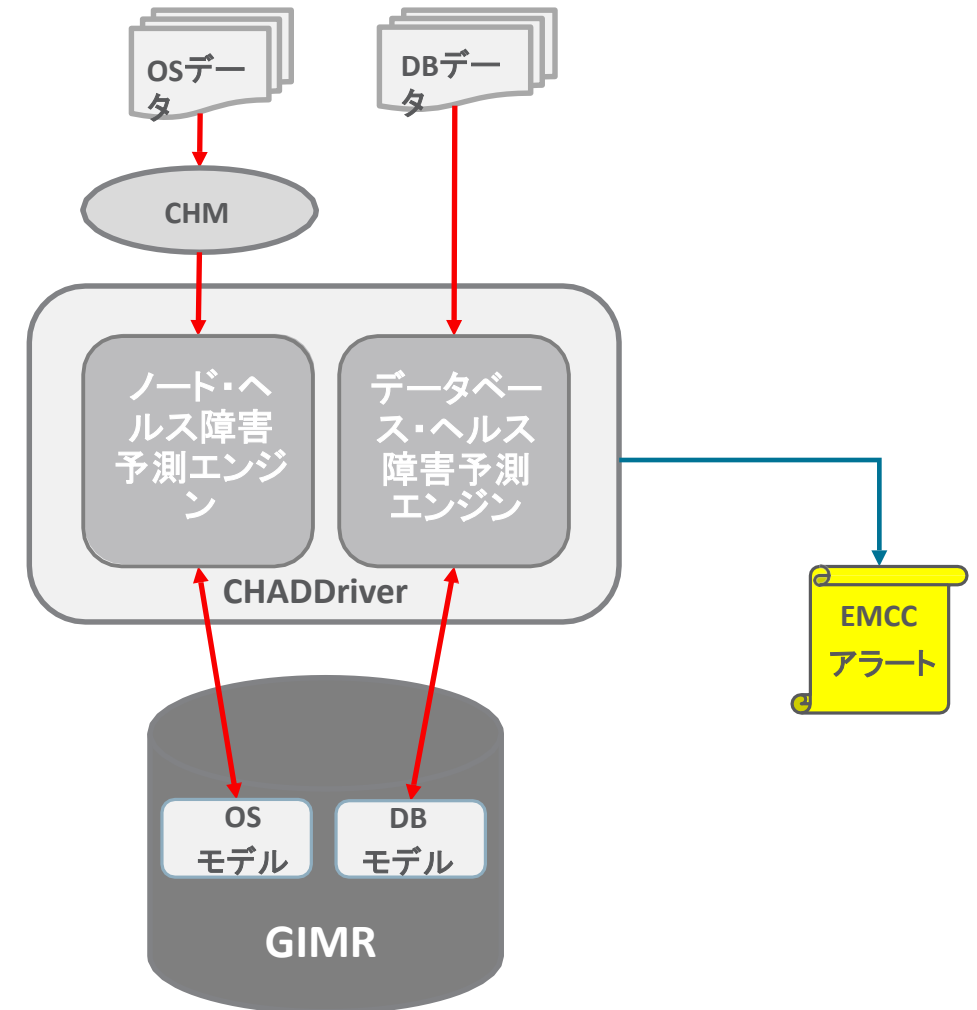 OSデー
タ
DBデー
タ
CHM
ノード・ヘ
ルス障害
予測エンジ
ン
データベー
ス・ヘルス
障害予測
エンジン
CHADDriver
EMCC
アラート
OS
モデル
DB
モデル
GIMR